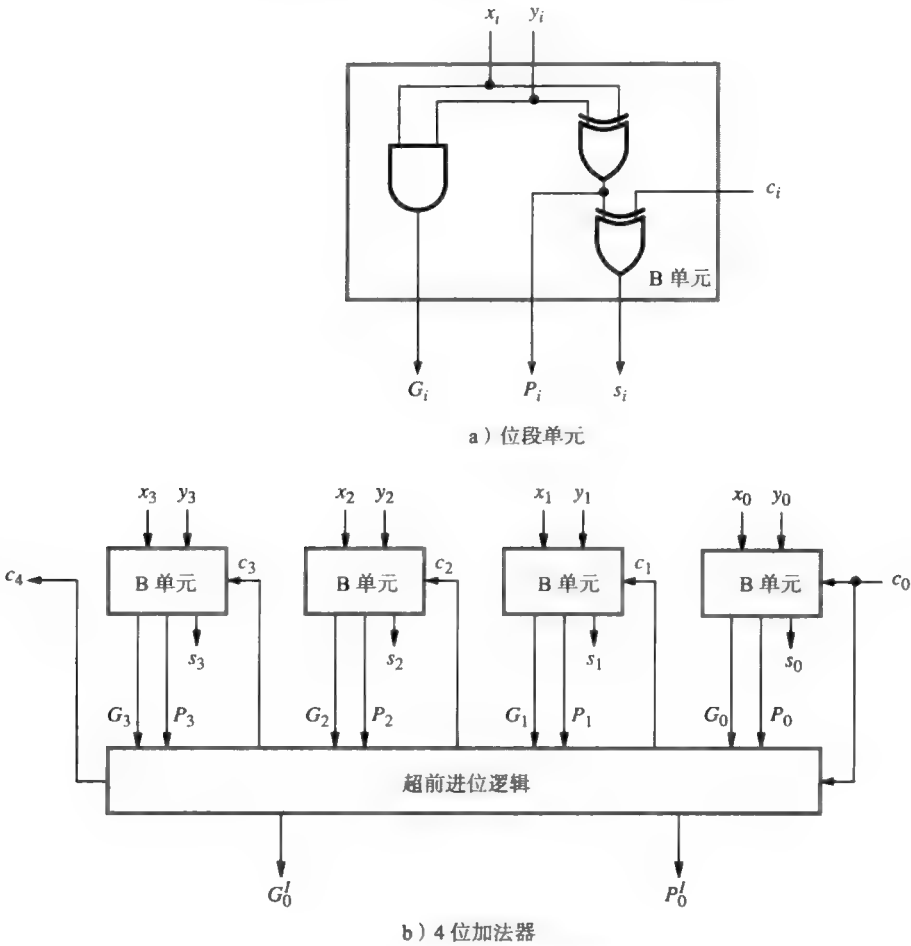 x_i y_i
c_i
B 单元
G_i P_i s_i
a）位段单元
x_3 y_3 x_2 y_2 x_1 y_1 x_0 y_0
c_4 B 单元 c_3 B 单元 c_2 B 单元 c_1 B 单元 c_0
s_3 s_2 s_1 s_0
G_3 P_3 G_2 P_2 G_1 P_1 G_0 P_0
超前进位逻辑
G_0^I P_0^I
b）4 位加法器